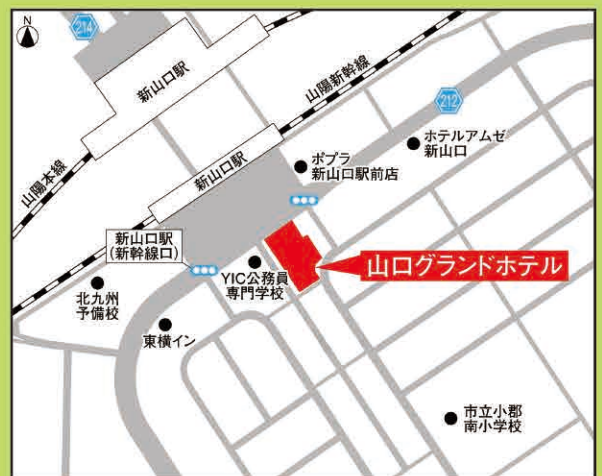 N
214
新山口駅
山陽新幹線
212
ホテルアムゼ
新山口
ポプラ
新山口駅前店
新山口駅
山陽本線
新山口駅
(新幹線口)
YIC公務員
専門学校
山口グランドホテル
北九州
予備校
東横イン
市立小郡
南小学校